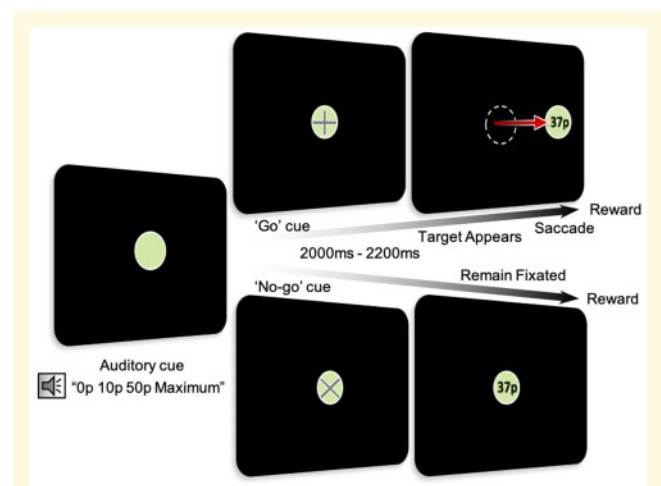 37p
'Go' cue
Reward
Saccade
Target Appears
2000ms - 2200ms
Remain Fixated
'No-go' cue
Reward
Auditory cue
"0p 10p 50p Maximum"
37p